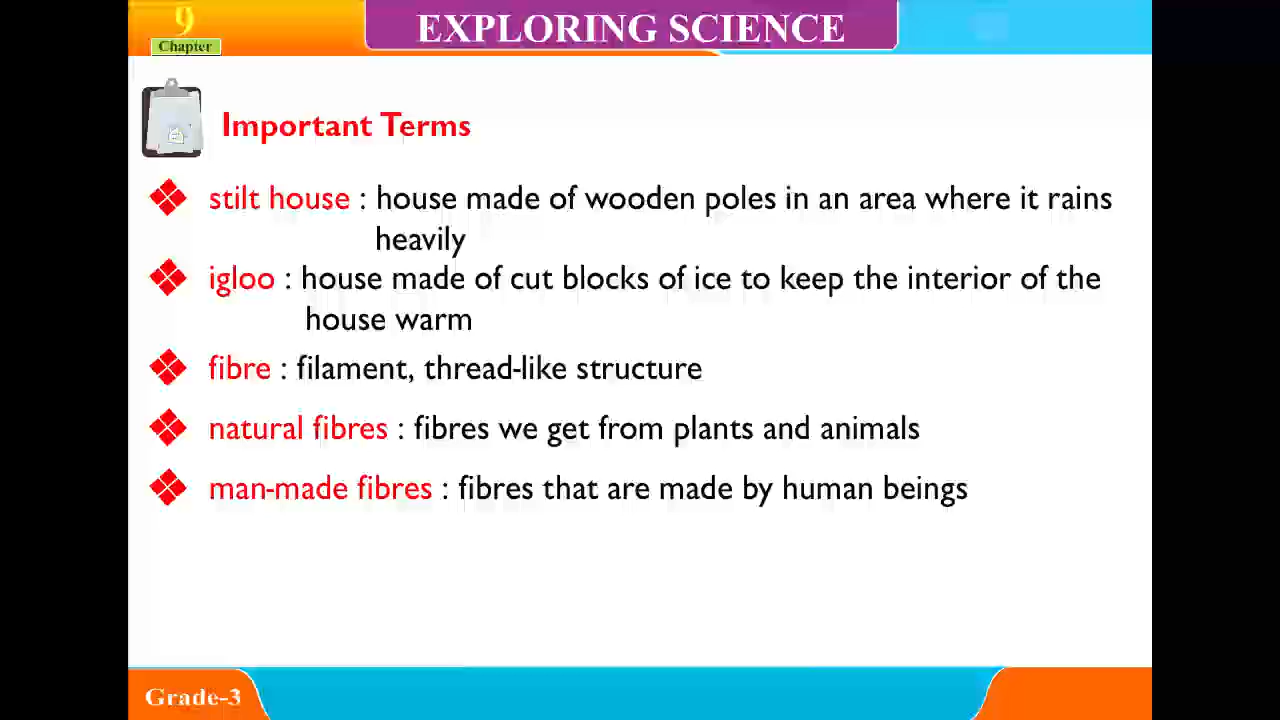 9
Chapter
EXPLORING SCIENCE
Important Terms
stilt house : house made of wooden poles in an area where it rains
heavily
igloo : house made of cut blocks of ice to keep the interior of the
house warm
fibre : filament, thread-like structure
natural fibres : fibres we get from plants and animals
man-made fibres : fibres that are made by human beings
Grade-3